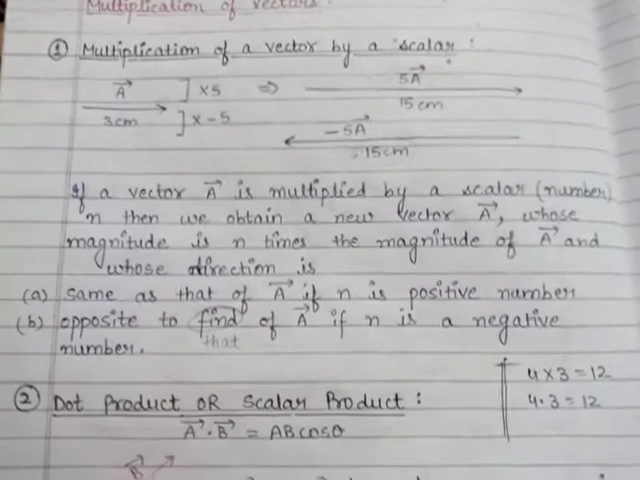 Multiplication of vectors.
① Multiplication of a vector by a scalar :
A⃗ ] x5 ⇒ 5A⃗
3cm ] x -5 15cm
-5A⃗
15cm
If a vector A⃗ is multiplied by a scalar (number)
n then we obtain a new vector A⃗, whose
magnitude is n times the magnitude of A⃗ and
whose direction is
(a) same as that of A⃗ if n is positive number
(b) opposite to find of A⃗ if n is a negative
that
number.
4 x 3 = 12
② Dot Product OR Scalar Product :
4 . 3 = 12
A⃗ . B⃗ = AB cosθ
B⃗